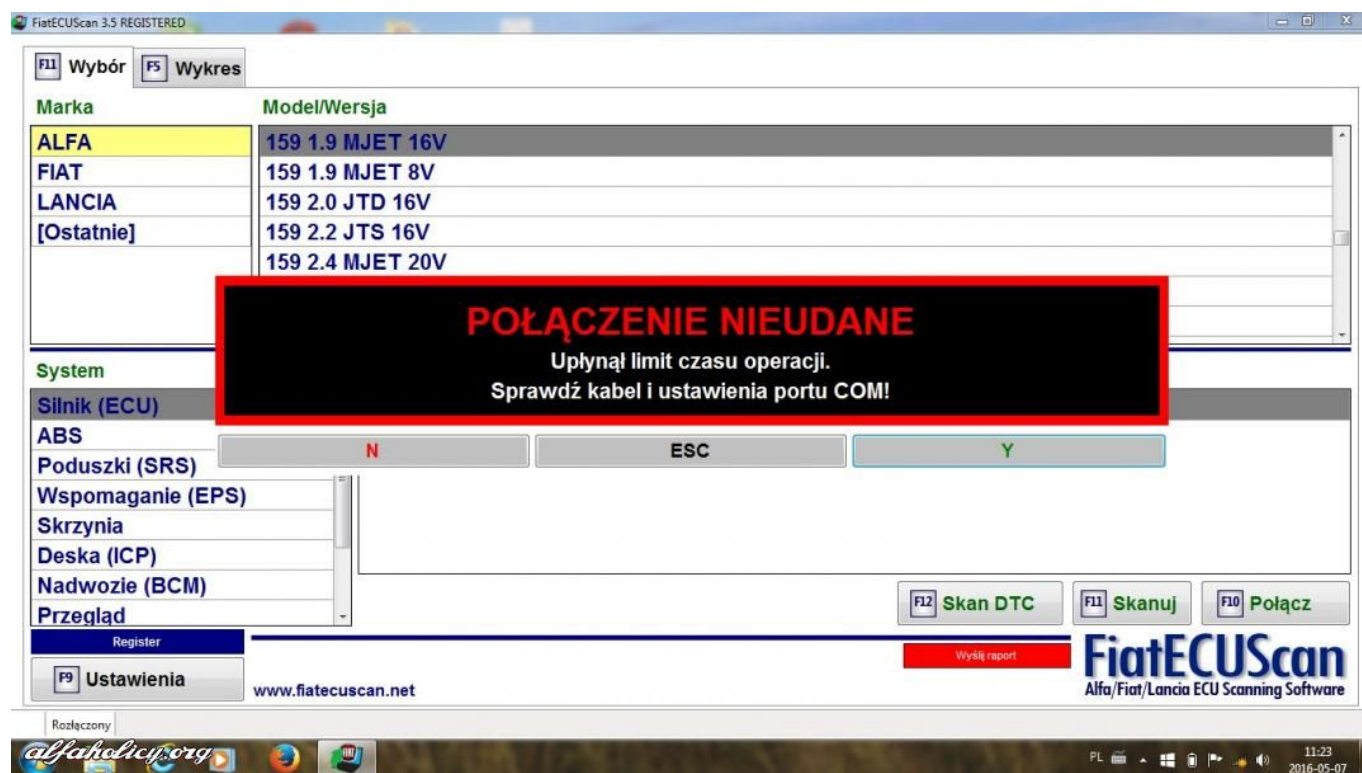 FiatECUScan 3.5 REGISTERED
F11 Wybór F5 Wykres
Marka Model/Wersja
ALFA 159 1.9 MJET 16V
FIAT 159 1.9 MJET 8V
LANCIA 159 2.0 JTD 16V
[Ostatnie] 159 2.2 JTS 16V
159 2.4 MJET 20V
POŁĄCZENIE NIEUDANE
Upłynął limit czasu operacji.
Sprawdź kabel i ustawienia portu COM!
N ESC Y
System
Silnik (ECU)
ABS
Poduszki (SRS)
Wspomaganie (EPS)
Skrzynia
Deska (ICP)
Nadwozie (BCM)
Przegląd
F12 Skan DTC F11 Skanuj F10 Połącz
Register
Wyślij raport
FiatECUScan
Alfa/Fiat/Lancia ECU Scanning Software
F9 Ustawienia
www.fiatecuscan.net
Rozłączony
alfaholicy.org
PL 11:23
2016-05-07